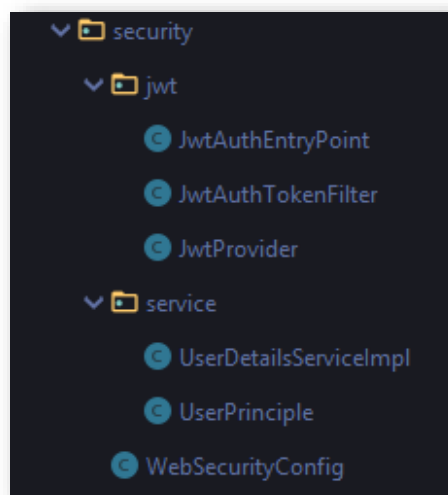 security
jwt
JwtAuthEntryPoint
JwtAuthTokenFilter
JwtProvider
service
UserDetailsServiceImpl
UserPrinciple
WebSecurityConfig